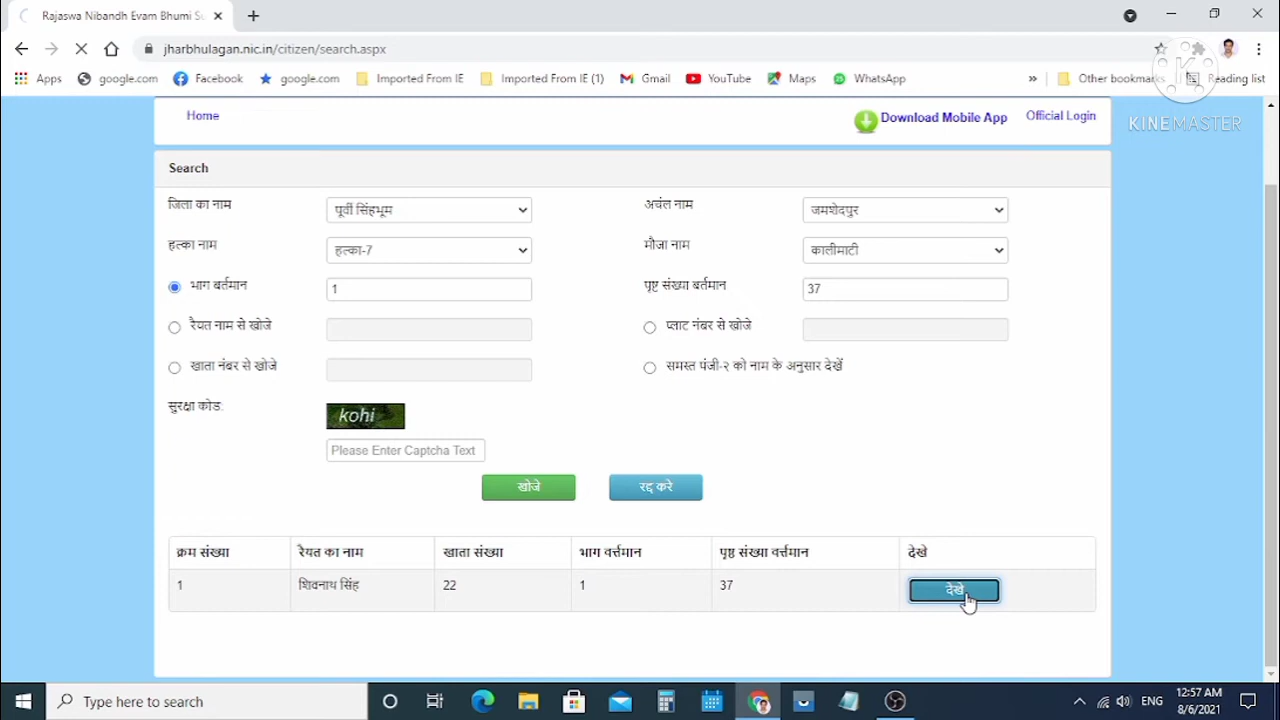 Rajaswa Nibandh Evam Bhumi Su
jharbhulagan.nic.in/citizen/search.aspx
Apps google.com Facebook google.com Imported From IE Imported From IE (1) Gmail YouTube Maps WhatsApp » Other bookmarks Reading list
KINEMASTER
Home Download Mobile App Official Login
Search
जिला का नाम पूर्वी सिंहभूम अचंल नाम जमशेदपुर
हल्का नाम हल्का-7 मौजा नाम कालीमाटी
भाग बर्तमान 1 पृष्ट संख्या बर्तमान 37
रैयत नाम से खोजे प्लाट नंबर से खोजे
खाता नंबर से खोजे समस्त पंजी-२ को नाम के अनुसार देखें
सुरक्षा कोड: kohi
Please Enter Captcha Text
खोजे रद्द करे
क्रम संख्या रैयत का नाम खाता संख्या भाग वर्त्तमान पृष्ठ संख्या वर्त्तमान देखे
1 शिवनाथ सिंह 22 1 37 देखे
Type here to search ENG 12:57 AM
8/6/2021